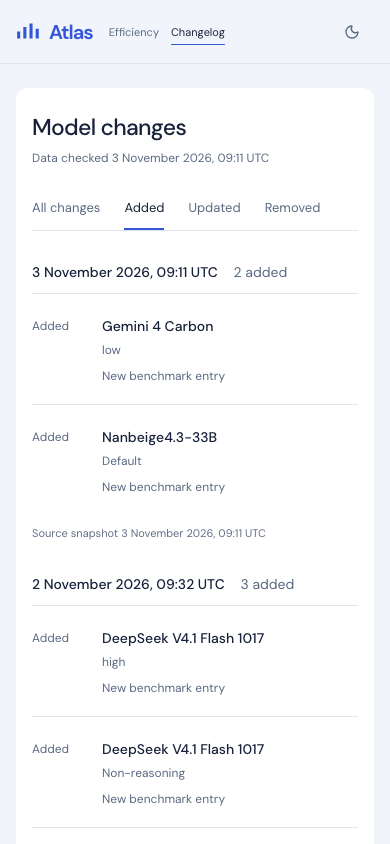 Atlas Efficiency Changelog
Model changes
Data checked 3 November 2026, 09:11 UTC
All changes Added Updated Removed
3 November 2026, 09:11 UTC 2 added
Added Gemini 4 Carbon
low
New benchmark entry
Added Nanbeige4.3-33B
Default
New benchmark entry
Source snapshot 3 November 2026, 09:11 UTC
2 November 2026, 09:32 UTC 3 added
Added DeepSeek V4.1 Flash 1017
high
New benchmark entry
Added DeepSeek V4.1 Flash 1017
Non-reasoning
New benchmark entry